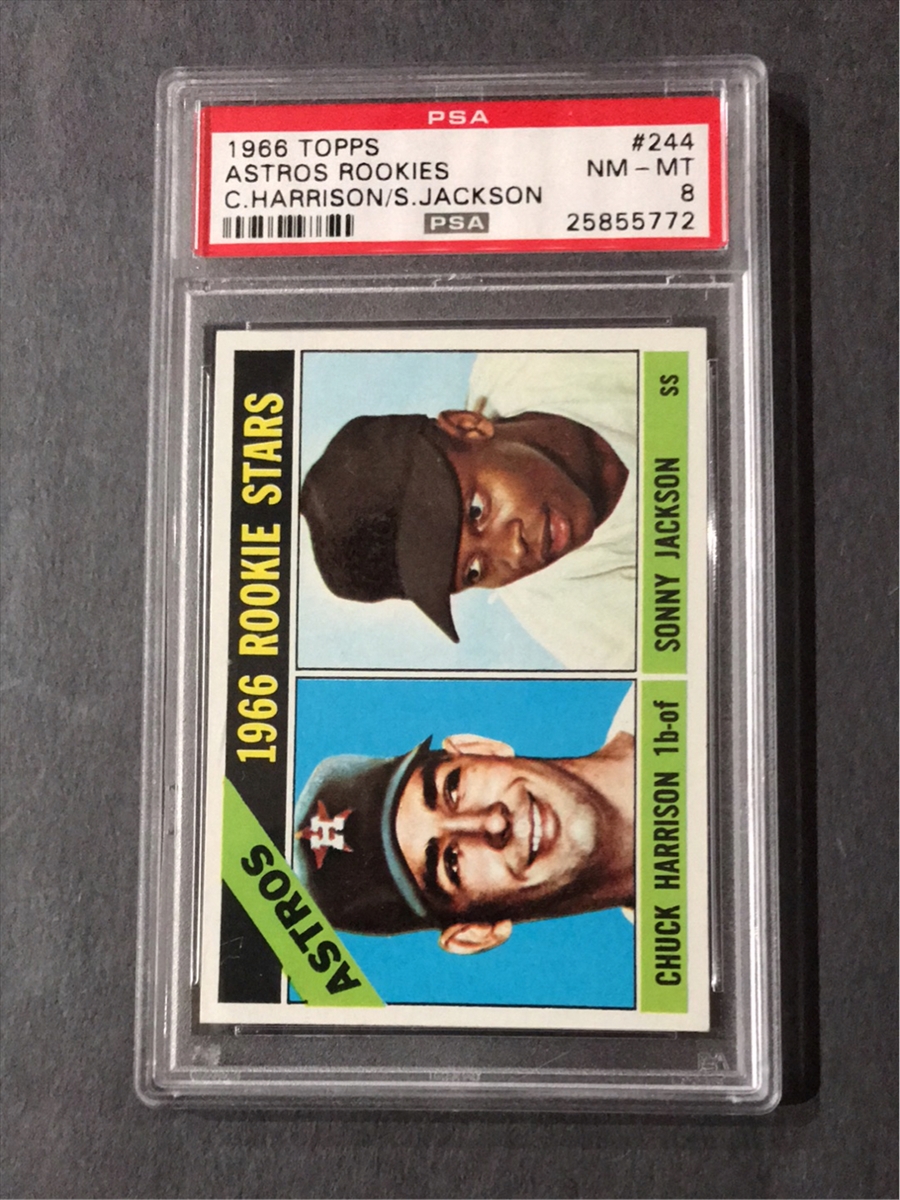 PSA
1966 TOPPS #244
ASTROS ROOKIES NM-MT
C.HARRISON/S.JACKSON 8
PSA 25855772
ASTROS
1966 ROOKIE STARS
H
CHUCK HARRISON 1b-of
SONNY JACKSON SS